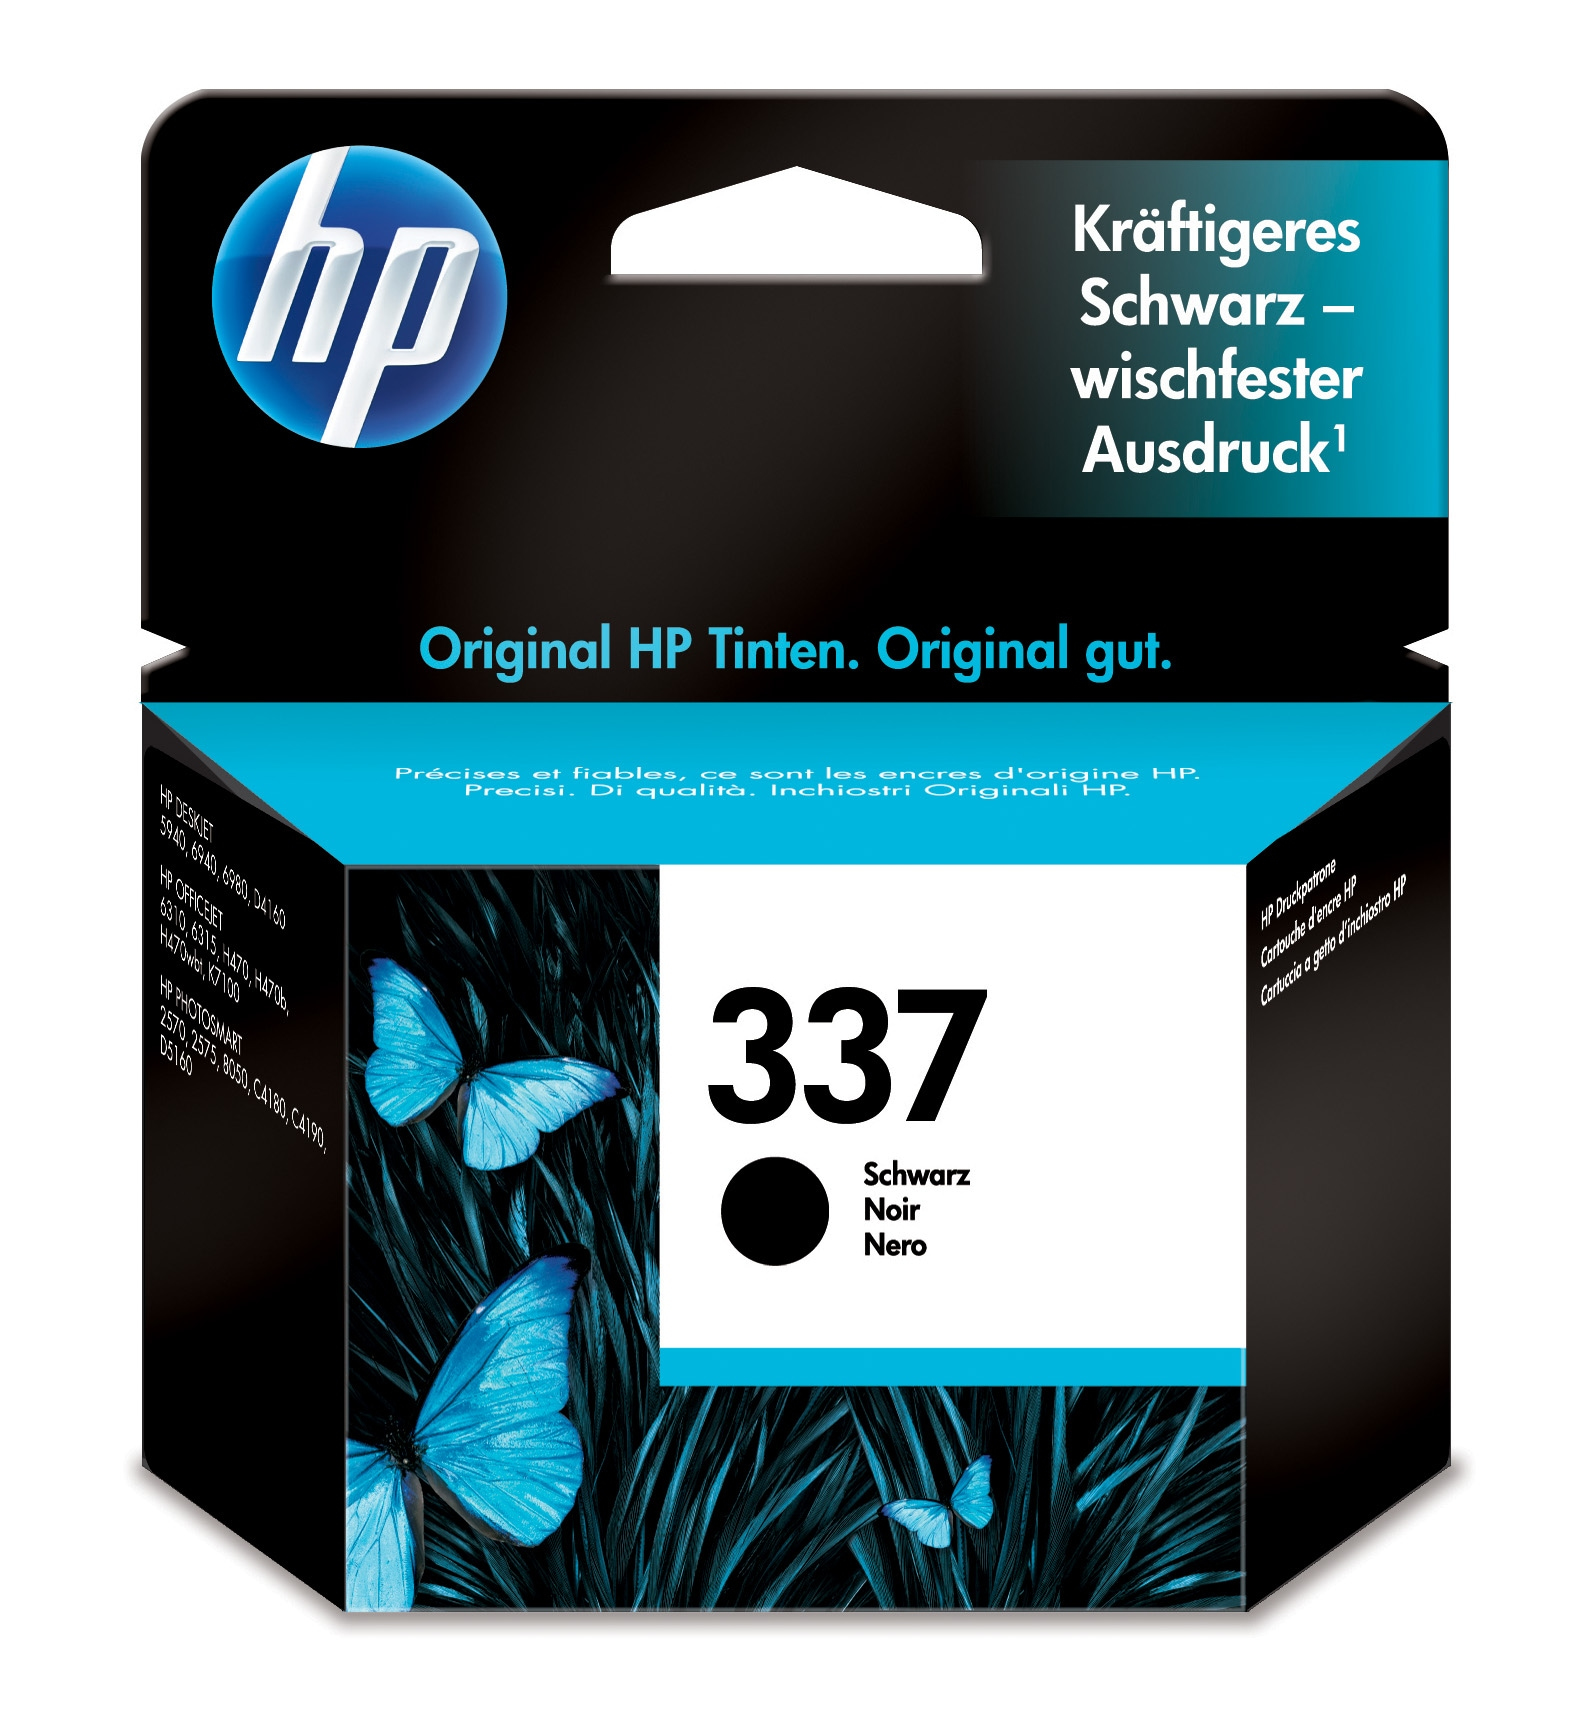 hp
Kräftigeres
Schwarz –
wischfester
Ausdruck¹
Original HP Tinten. Original gut.
Précises et fiables, ce sont les encres d'origine HP.
Precisi. Di qualità. Inchiostri Originali HP.
HP DESKJET
5940, 6940, 6980, D4160
HP OFFICEJET
6310, 6315, H470, H470b,
H470wbt, K7100
HP PHOTOSMART
2570, 2575, 8050, C4180, C4190,
D5160
337
Schwarz
Noir
Nero
HP Druckpatrone
Cartouche d'encre HP
Cartuccia a getto d'inchiostro HP